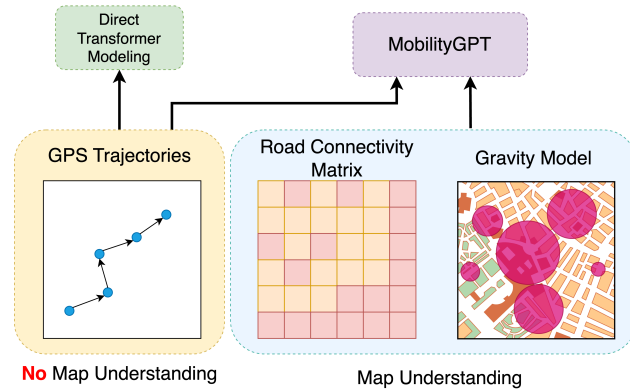 Direct
Transformer
Modeling
MobilityGPT
GPS Trajectories
Road Connectivity
Matrix
Gravity Model
No Map Understanding
Map Understanding